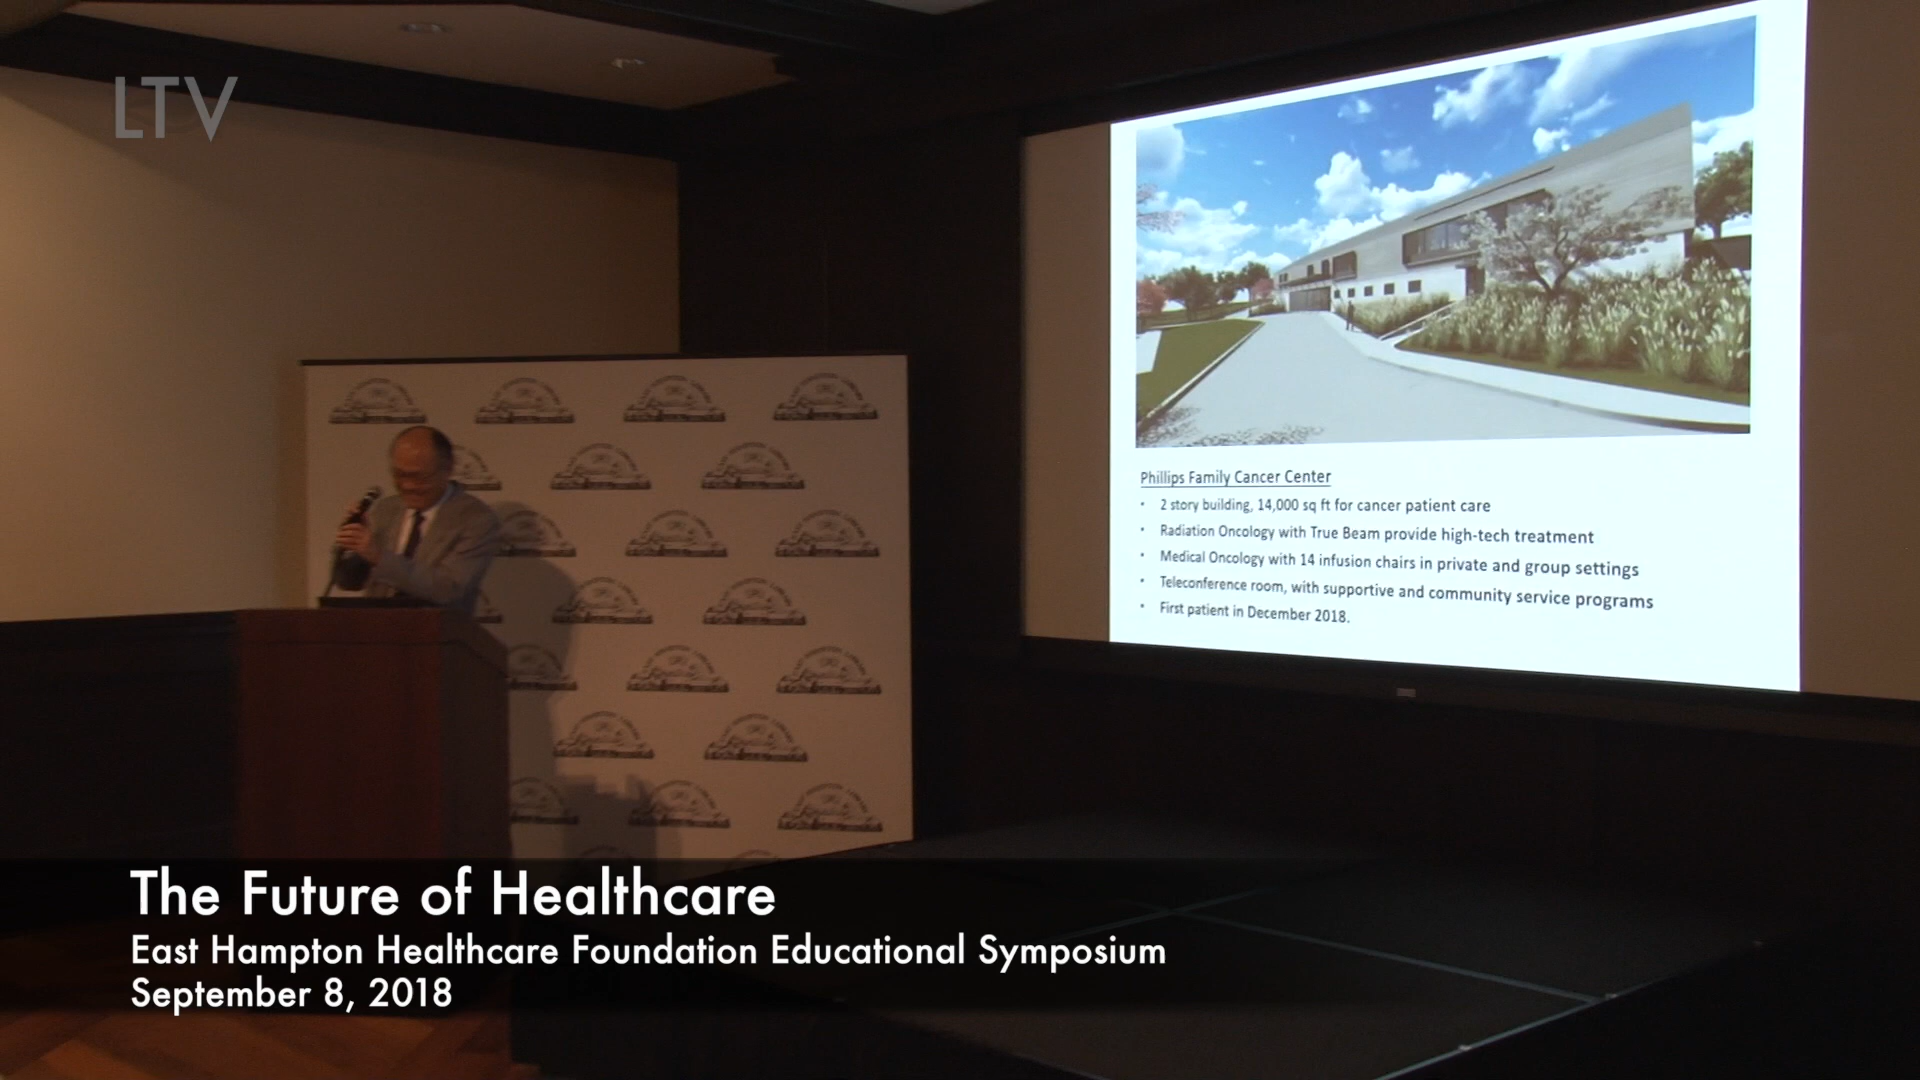 LTV
Phillips Family Cancer Center
• 2 story building, 14,000 sq ft for cancer patient care
• Radiation Oncology with True Beam provide high-tech treatment
• Medical Oncology with 14 infusion chairs in private and group settings
• Teleconference room, with supportive and community service programs
• First patient in December 2018.
The Future of Healthcare
East Hampton Healthcare Foundation Educational Symposium
September 8, 2018